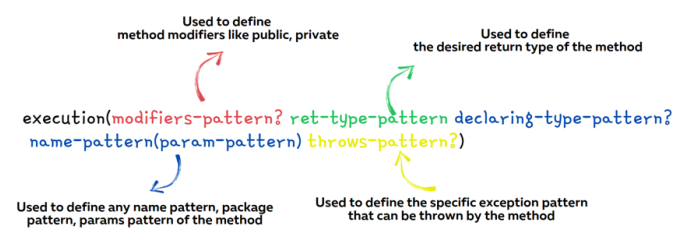 Used to define
method modifiers like public, private
Used to define
the desired return type of the method
execution(modifiers-pattern? ret-type-pattern declaring-type-pattern?
name-pattern(param-pattern) throws-pattern?)
Used to define any name pattern, package
pattern, params pattern of the method
Used to define the specific exception pattern
that can be thrown by the method